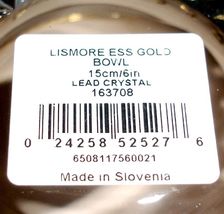 LISMORE ESS GOLD
BOWL
15cm/6in
LEAD CRYSTAL
163708
0 24258 52527 6
6508117560021
Made in Slovenia